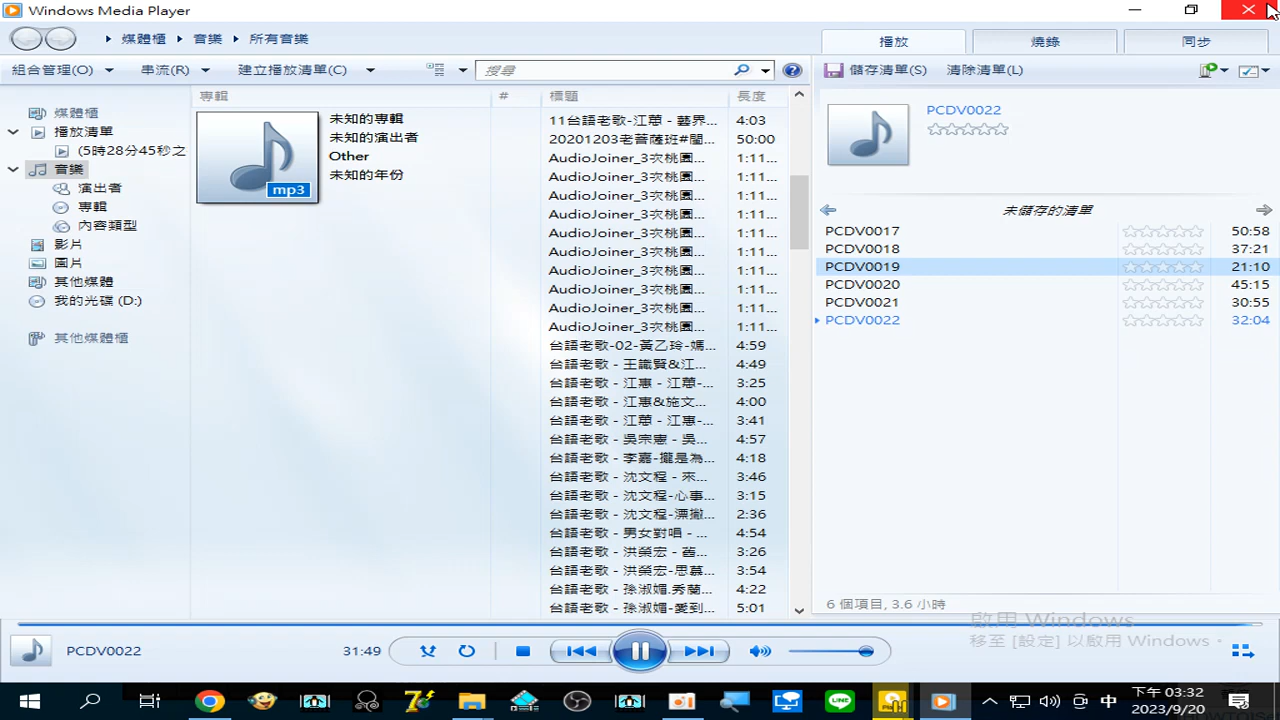 Windows Media Player
媒體櫃 ▸ 音樂 ▸ 所有音樂
播放 燒錄 同步
組合管理(O) 串流(R) 建立播放清單(C) 搜尋 儲存清單(S) 清除清單(L)
專輯 # 標題 長度
媒體櫃
播放清單
(5時28分45秒之
音樂
演出者
專輯
內容類型
影片
圖片
其他媒體
我的光碟 (D:)
其他媒體櫃
mp3
未知的專輯
未知的演出者
Other
未知的年份
11台語老歌-江蕙 - 藝界... 4:03
20201203老菩薩班#闔... 50:00
AudioJoiner_3次桃園... 1:11...
AudioJoiner_3次桃園... 1:11...
AudioJoiner_3次桃園... 1:11...
AudioJoiner_3次桃園... 1:11...
AudioJoiner_3次桃園... 1:11...
AudioJoiner_3次桃園... 1:11...
AudioJoiner_3次桃園... 1:11...
AudioJoiner_3次桃園... 1:11...
AudioJoiner_3次桃園... 1:11...
AudioJoiner_3次桃園... 1:11...
台語老歌-02-黃乙玲-媽... 4:59
台語老歌 - 王識賢&江... 4:49
台語老歌 - 江惠 - 江蕙-... 3:25
台語老歌 - 江惠&施文... 4:00
台語老歌 - 江蕙 - 江惠-... 3:41
台語老歌 - 吳宗憲 - 吳... 4:57
台語老歌 - 李嘉-攏是為... 4:18
台語老歌 - 沈文程 - 來... 3:46
台語老歌 - 沈文程-心事... 3:15
台語老歌 - 沈文程-漂撇... 2:36
台語老歌 - 男女對唱 - ... 4:54
台語老歌 - 洪榮宏 - 舊... 3:26
台語老歌 - 洪榮宏-思慕... 3:54
台語老歌 - 孫淑媚.秀蘭... 4:22
台語老歌 - 孫淑媚-愛到... 5:01
PCDV0022
未儲存的清單
PCDV0017 50:58
PCDV0018 37:21
PCDV0019 21:10
PCDV0020 45:15
PCDV0021 30:55
PCDV0022 32:04
6 個項目, 3.6 小時
啟用 Windows
移至 [設定] 以啟用 Windows。
PCDV0022 31:49
LINE
中
下午 03:32
2023/9/20